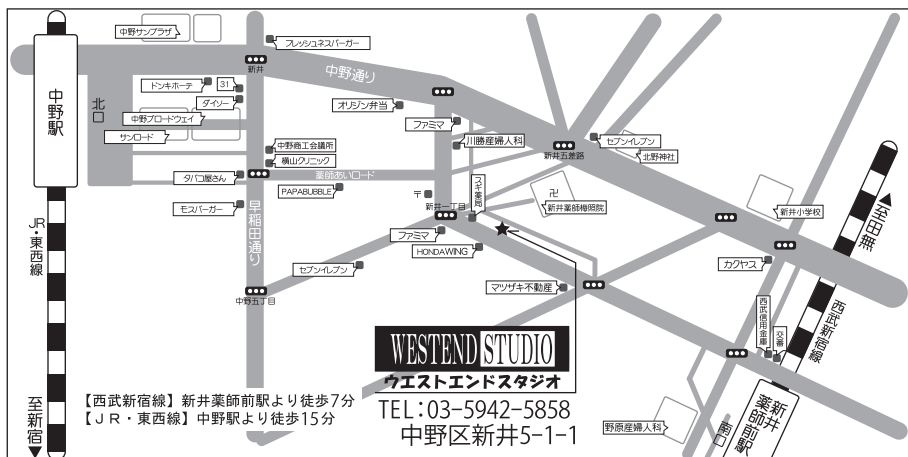 中野サンプラザ
フレッシュネスバーガー
新井
中野通り
中野駅
北口
ドンキホーテ
31
ダイソー
中野ブロードウェイ
サンロード
オリジン弁当
ファミマ
川勝産婦人科
セブンイレブン
北野神社
新井五差路
中野商工会議所
横山クリニック
タバコ屋さん
薬師あいロード
PAPABUBBLE
〒
新井一丁目
スギ薬局
卍
新井薬師梅照院
新井小学校
至田無
モスバーガー
早稲田通り
JR・東西線
ファミマ
HONDA WING
セブンイレブン
カクヤス
マツザキ不動産
中野五丁目
西武信用金庫
交番
西武新宿線
WESTEND STUDIO
ウエストエンドスタジオ
【西武新宿線】新井薬師前駅より徒歩7分
【JR・東西線】中野駅より徒歩15分
TEL:03-5942-5858
中野区新井5-1-1
野原産婦人科
南口
新井薬師前駅
至新宿